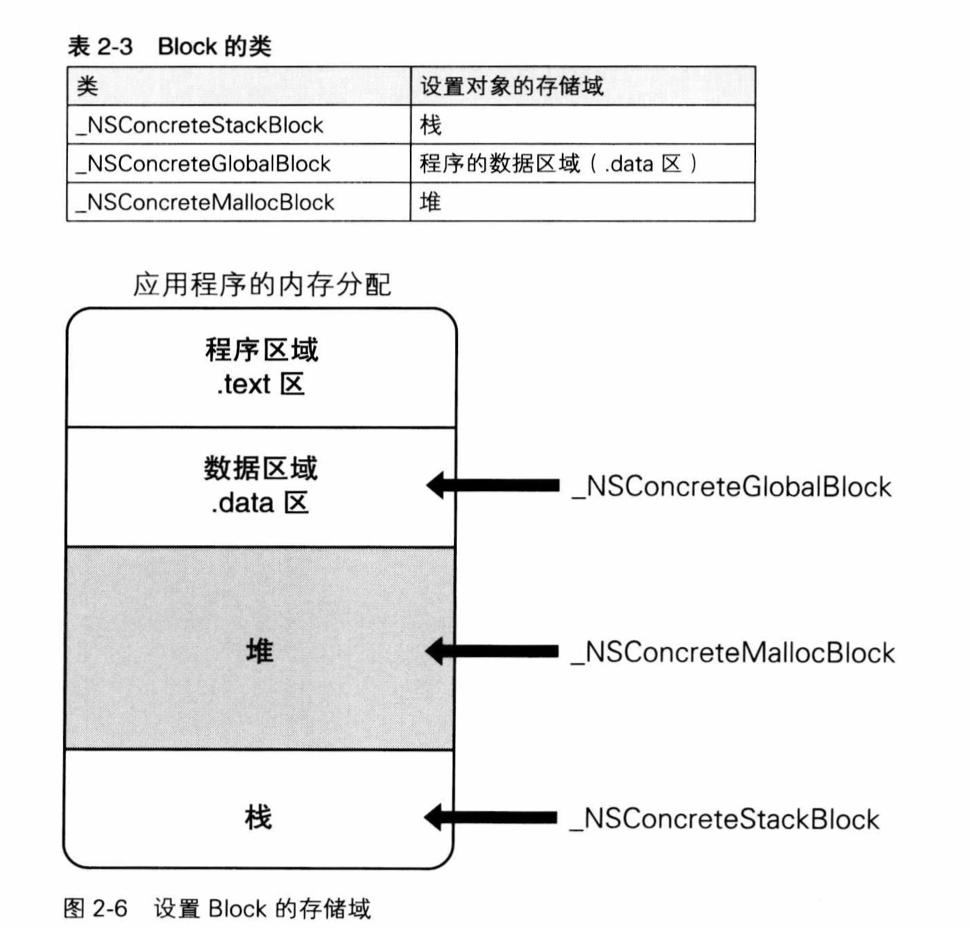 表 2-3 Block 的类
类 设置对象的存储域
_NSConcreteStackBlock 栈
_NSConcreteGlobalBlock 程序的数据区域（.data 区）
_NSConcreteMallocBlock 堆
应用程序的内存分配
程序区域
.text 区
数据区域
.data 区
_NSConcreteGlobalBlock
堆
_NSConcreteMallocBlock
栈
_NSConcreteStackBlock
图 2-6 设置 Block 的存储域